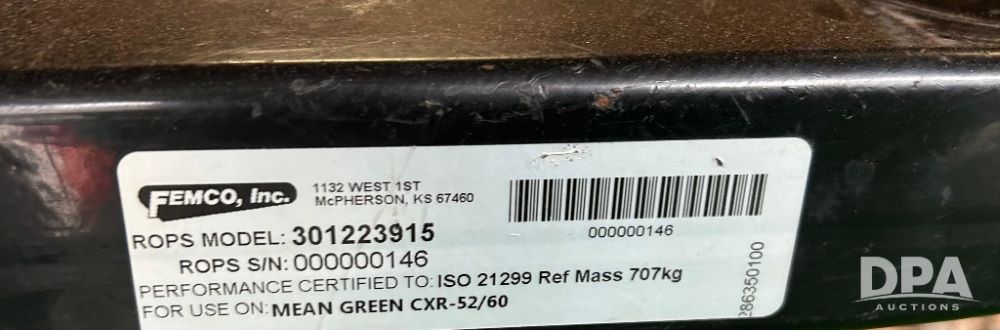 FEMCO, Inc.
1132 WEST 1ST
McPHERSON, KS 67460
000000146
ROPS MODEL: 301223915
ROPS S/N: 000000146
PERFORMANCE CERTIFIED TO: ISO 21299 Ref Mass 707kg
FOR USE ON: MEAN GREEN CXR-52/60
286350100
DPA
AUCTIONS